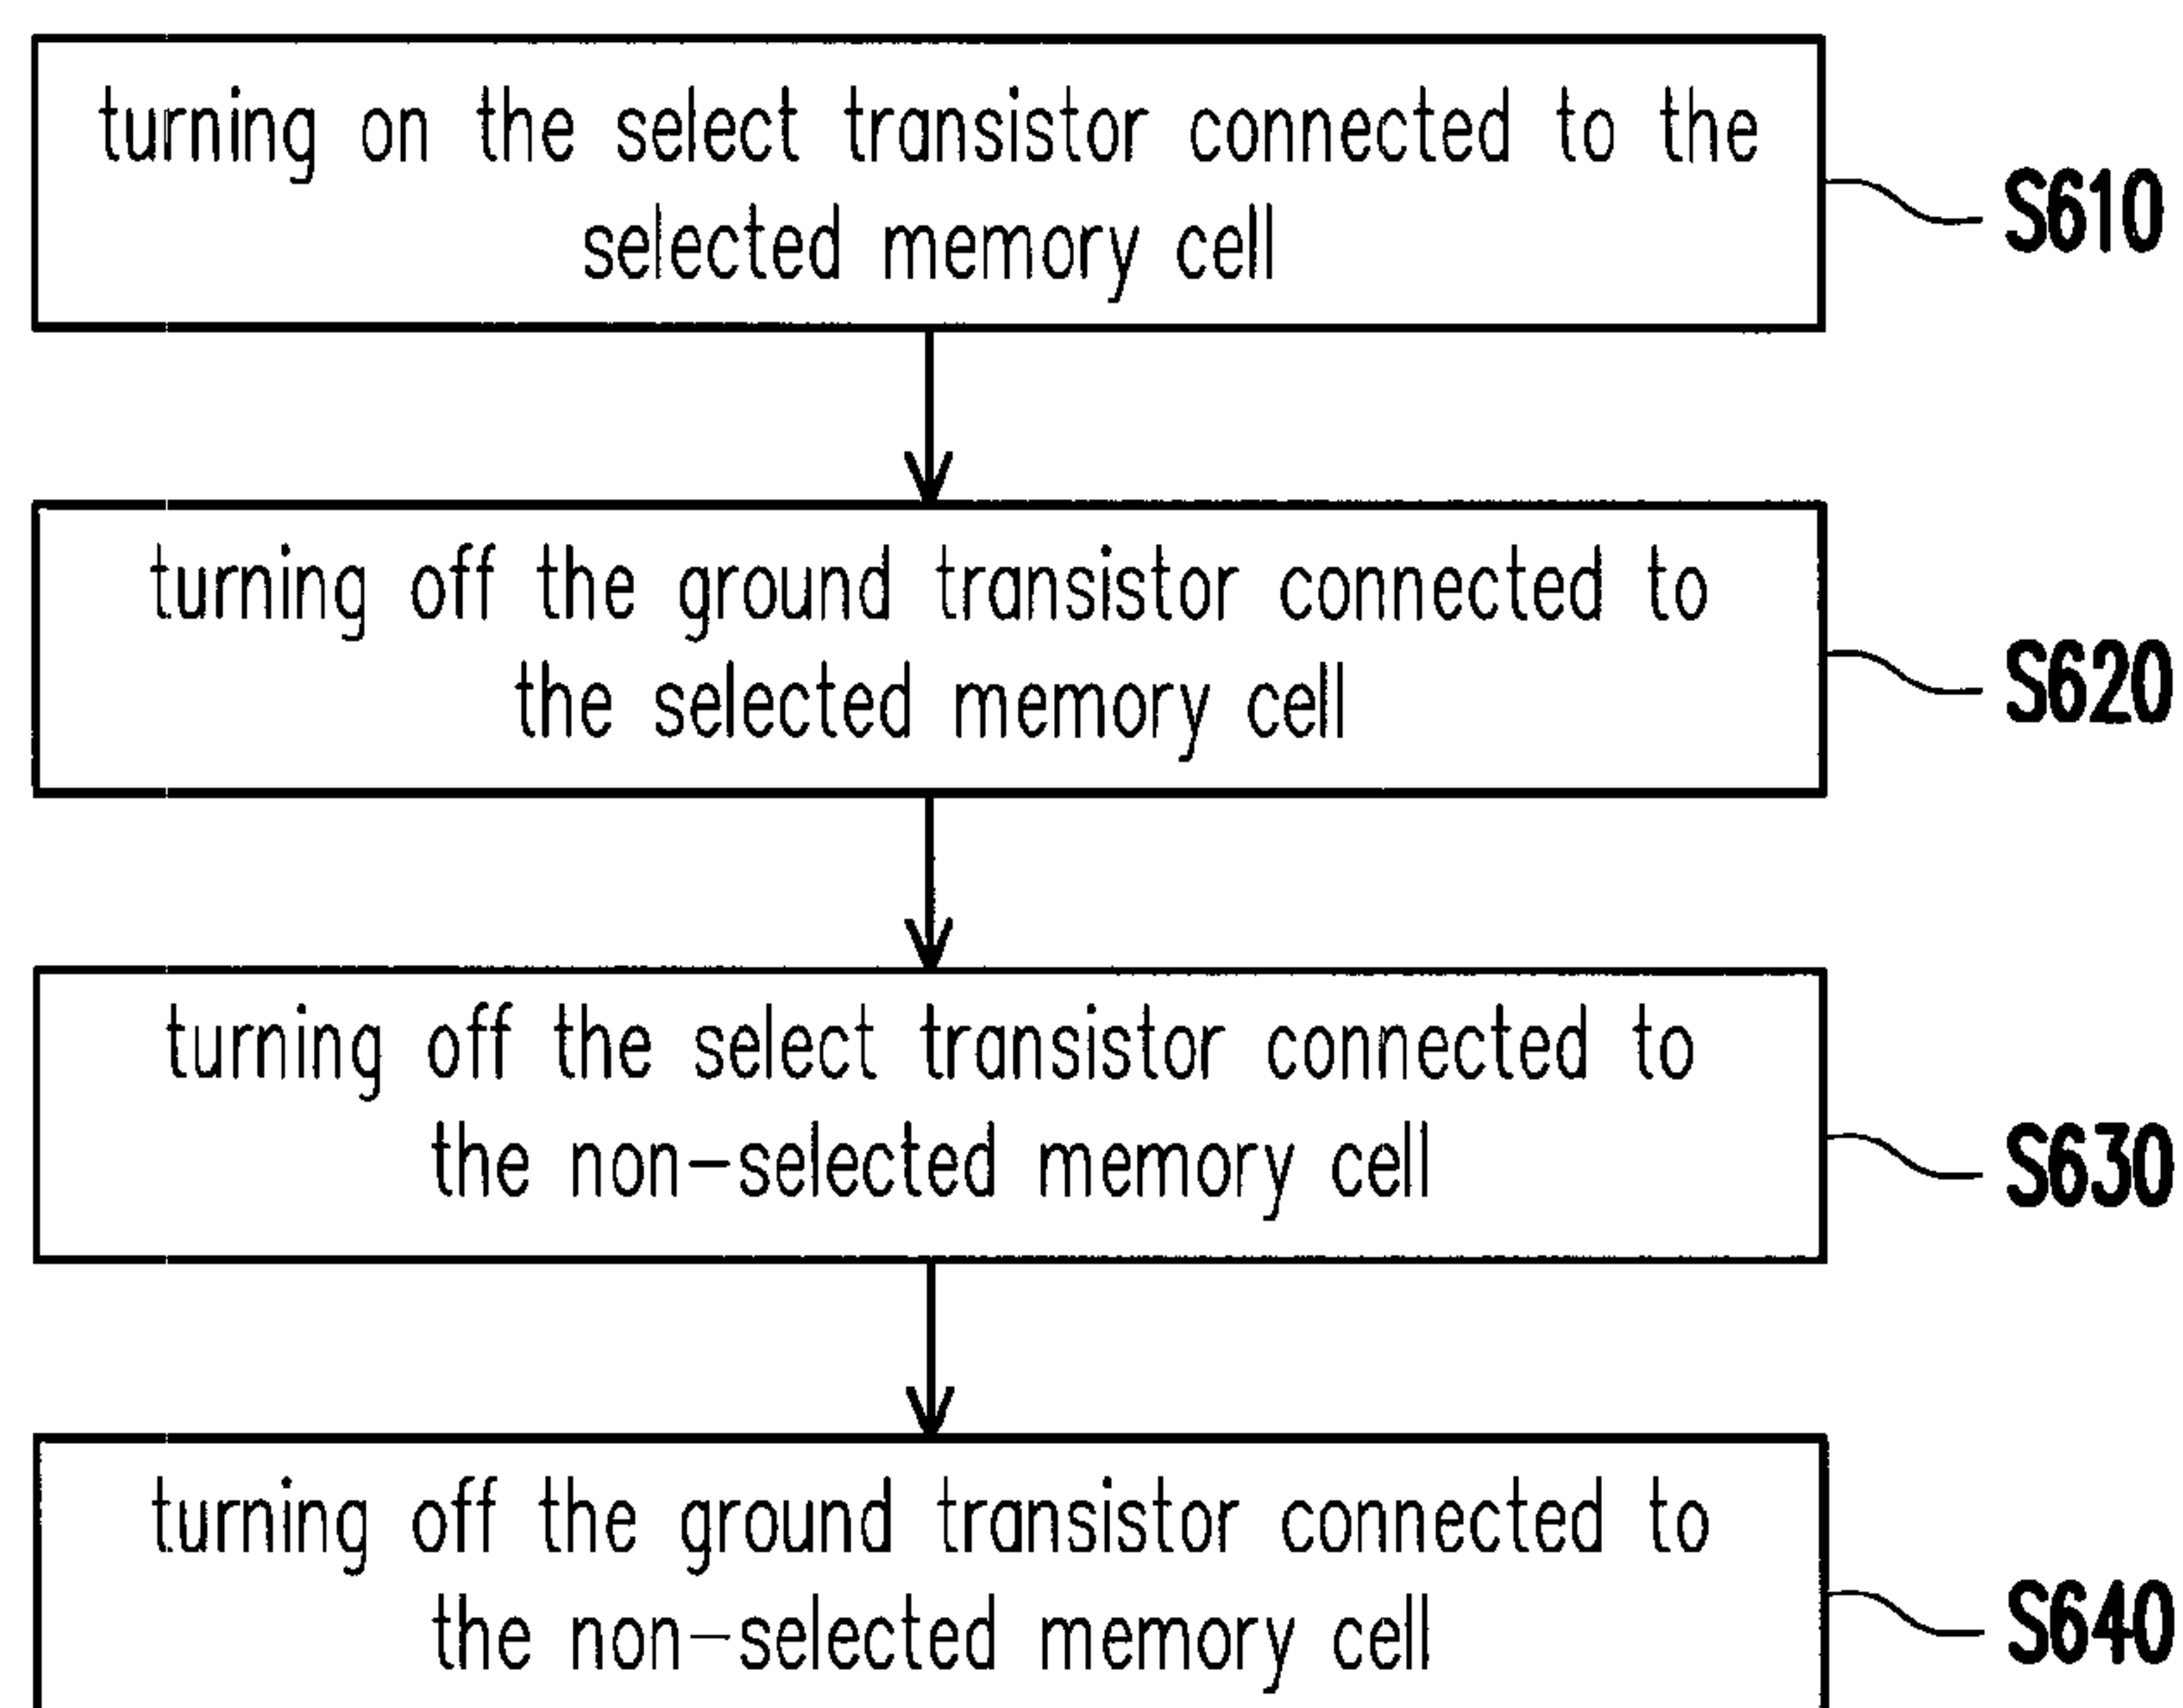 turning on the select transistor connected to the
selected memory cell
S610
turning off the ground transistor connected to
the selected memory cell
S620
turning off the select transistor connected to
the non-selected memory cell
S630
turning off the ground transistor connected to
the non-selected memory cell
S640